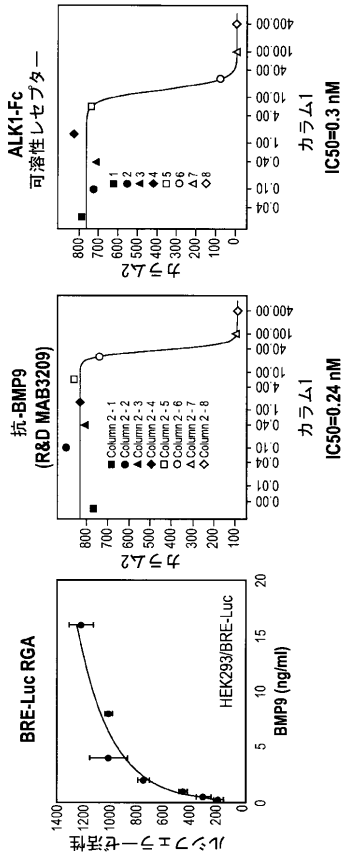 BRE-Luc RGA
ルシフェラーゼ活性
1400
1200
1000
800
600
400
200
0
HEK293/BRE-Luc
0
5
10
15
20
BMP9 (ng/ml)
抗-BMP9
(R&D MAB3209)
カラム2
800
700
600
500
400
300
200
100
Column 2 - 1
Column 2 - 2
Column 2 - 3
Column 2 - 4
Column 2 - 5
Column 2 - 6
Column 2 - 7
Column 2 - 8
0.00
0.01
0.04
0.10
0.40
1.00
4.00
10.00
40.00
100.00
400.00
カラム1
IC50=0.24 nM
ALK1-Fc
可溶性レセプター
カラム2
800
700
600
500
400
300
200
100
0
1
2
3
4
5
6
7
8
0.04
0.10
0.40
1.00
4.00
10.00
40.00
100.00
400.00
カラム1
IC50=0.3 nM